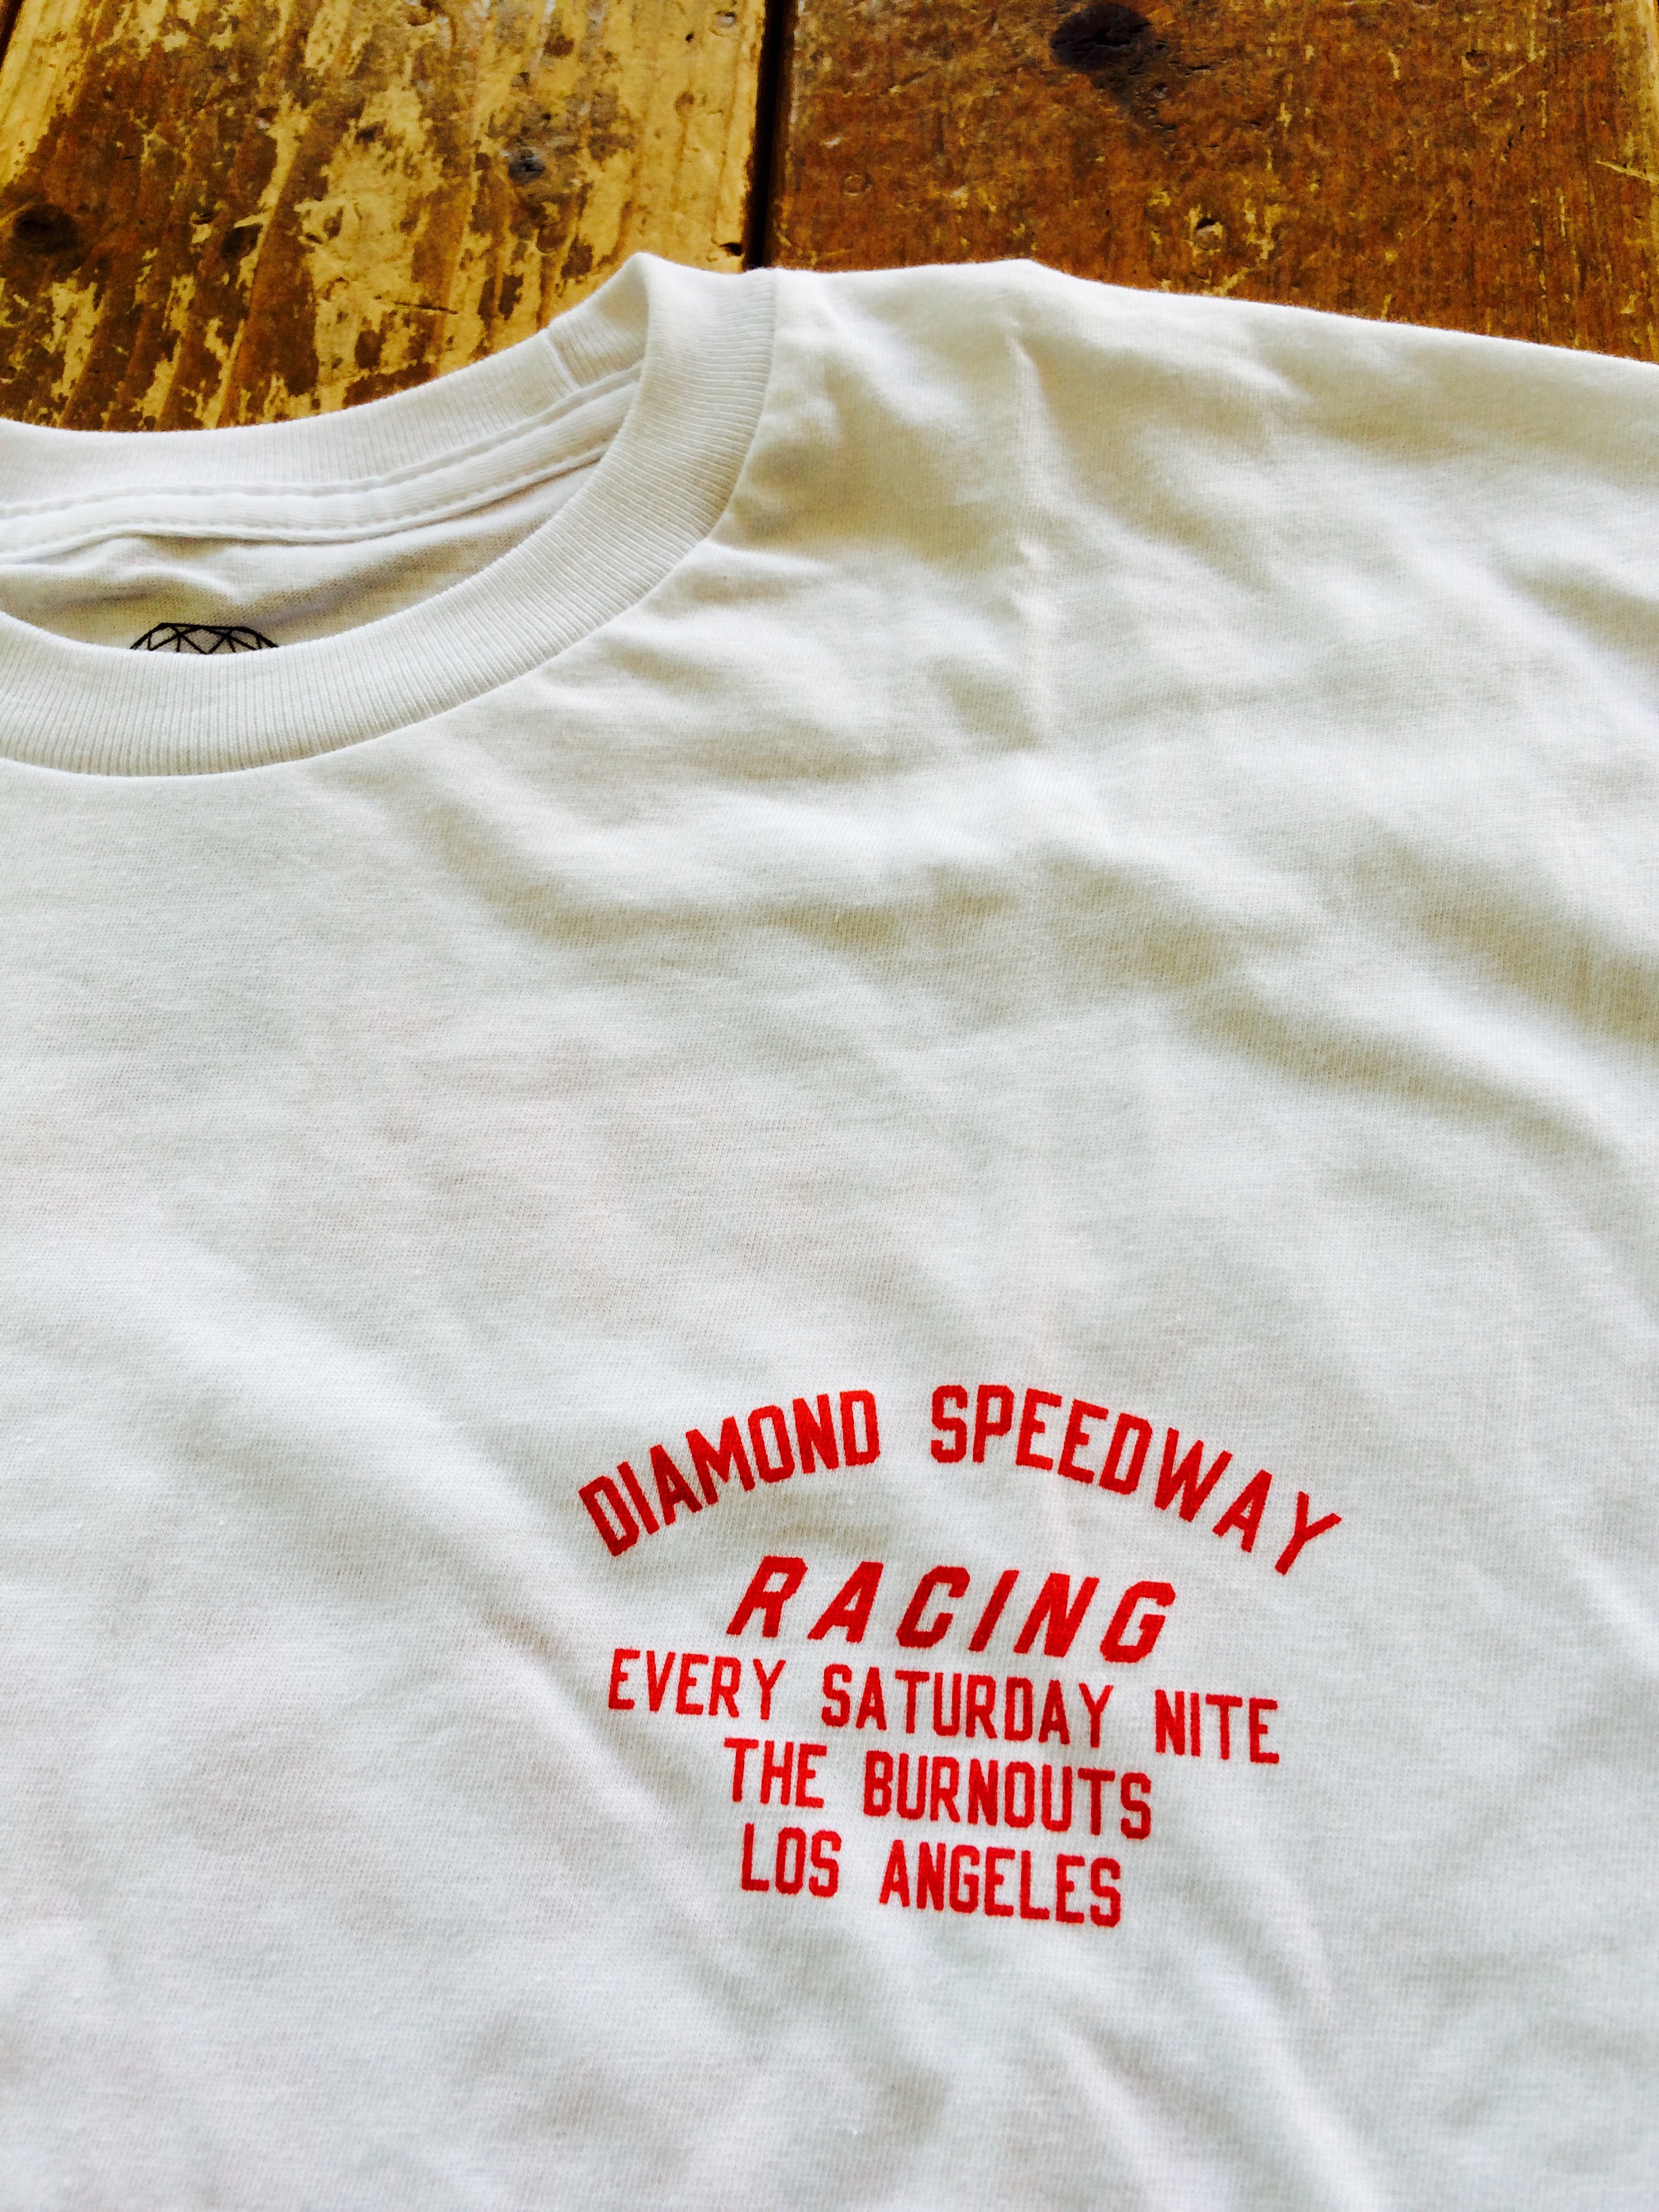 DIAMOND SPEEDWAY
RACING
EVERY SATURDAY NITE
THE BURNOUTS
LOS ANGELES